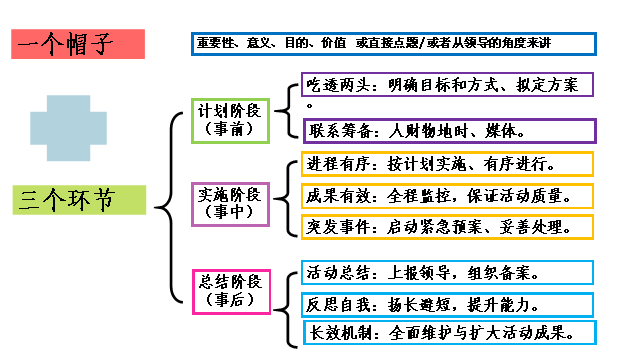 一个帽子
重要性、意义、目的、价值  或直接点题/或者从领导的角度来讲
吃透两头：明确目标和方式、拟定方案
。
计划阶段
（事前）
联系筹备：人财物地时、媒体。
进程有序：按计划实施、有序进行。
三个环节
实施阶段
（事中）
成果有效：全程监控，保证活动质量。
突发事件：启动紧急预案、妥善处理。
活动总结：上报领导，组织备案。
总结阶段
（事后）
反思自我：扬长避短，提升能力。
长效机制：全面维护与扩大活动成果。